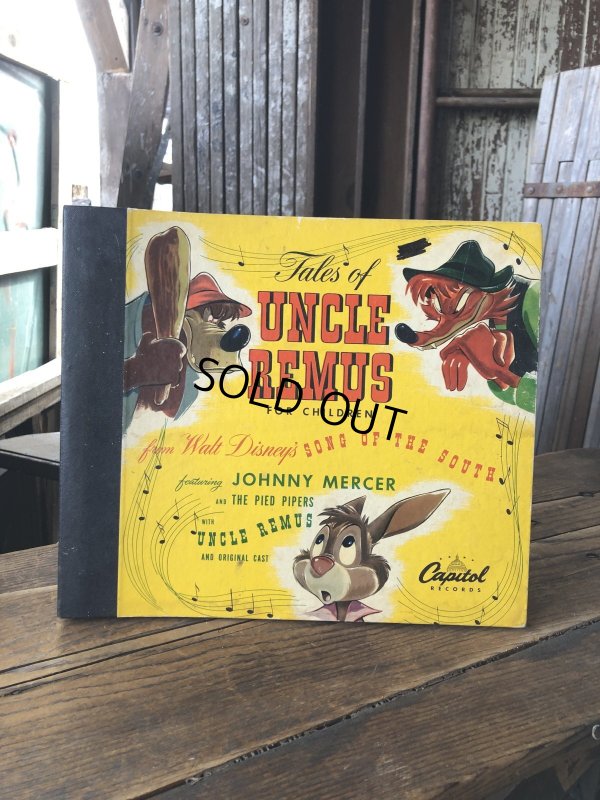 Tales of
UNCLE
REMUS
FOR CHILDREN
SOLD OUT
from Walt Disney's SONG OF THE SOUTH
featuring JOHNNY MERCER
AND THE PIED PIPERS
WITH
UNCLE REMUS
AND ORIGINAL CAST
Capitol
RECORDS